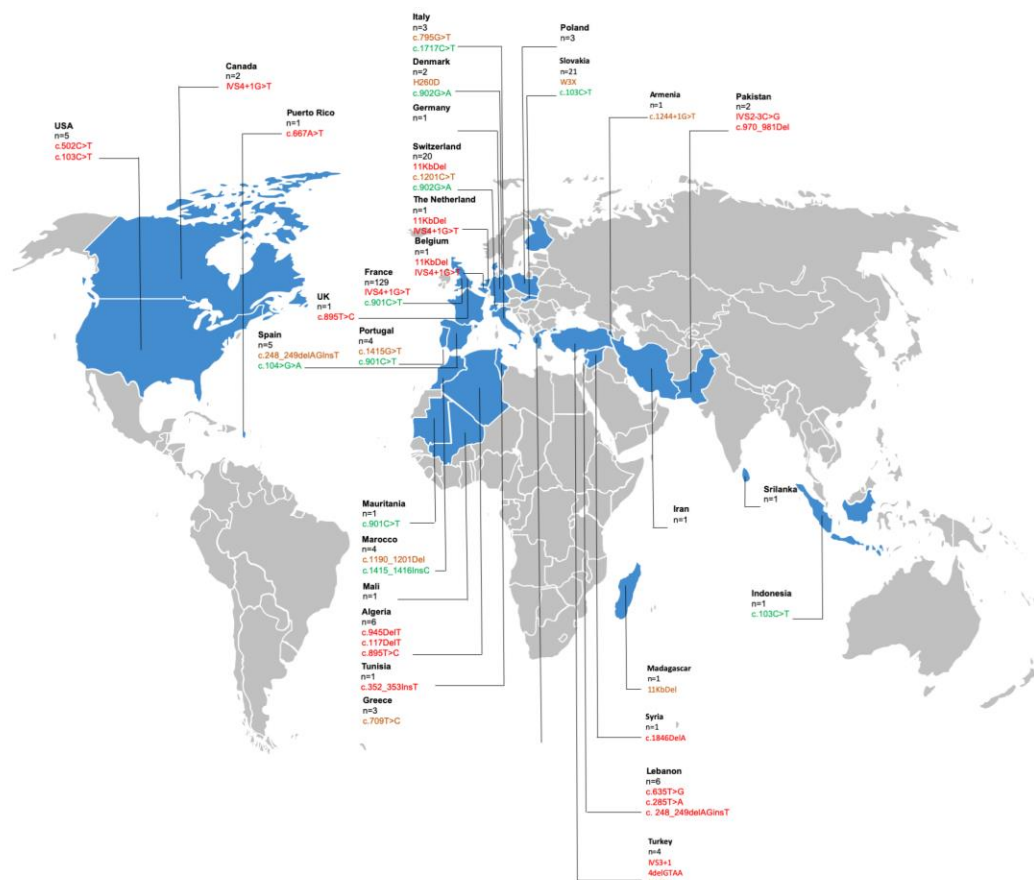 Italy
n=3
c.795G>T
c.1717C>T
Denmark
n=2
H260D
c.902G>A
Germany
n=1
Switzerland
n=20
11KbDel
c.1201C>T
c.902G>A
The Netherland
n=1
11KbDel
IVS4+1G>T
Belgium
n=1
11KbDel
IVS4+1G>T
France
n=129
IVS4+1G>T
c.901C>T
Poland
n=3
Slovakia
n=21
W3X
c.103C>T
Armenia
n=1
c.1244+1G>T
Pakistan
n=2
IVS2-3C>G
c.970_981Del
Canada
n=2
IVS4+1G>T
Puerto Rico
n=1
c.667A>T
USA
n=5
c.502C>T
c.103C>T
UK
n=1
c.895T>C
Spain
n=5
c.248_249delAGInsT
c.104>G>A
Portugal
n=4
c.1415G>T
c.901C>T
Mauritania
n=1
c.901C>T
Marocco
n=4
c.1190_1201Del
c.1415_1416InsC
Mali
n=1
Algeria
n=6
c.945DelT
c.117DelT
c.895T>C
Tunisia
n=1
c.352_353InsT
Greece
n=3
c.709T>C
Iran
n=1
Srilanka
n=1
Indonesia
n=1
c.103C>T
Madagascar
n=1
11KbDel
Syria
n=1
c.1846DelA
Lebanon
n=6
c.635T>G
c.285T>A
c. 248_249delAGinsT
Turkey
n=4
IVS3+1
4delGTAA